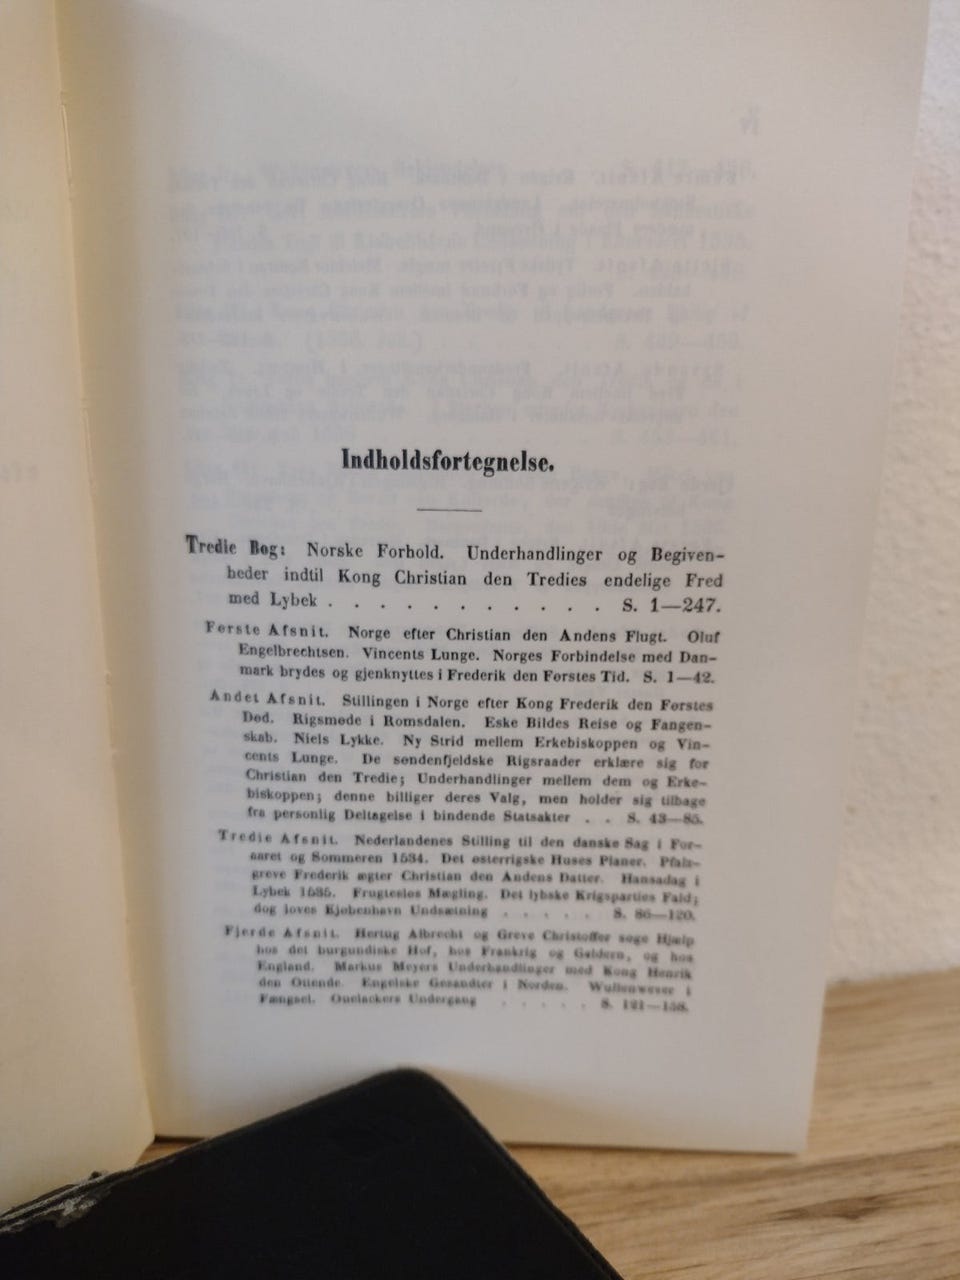 Indholdsfortegnelse.
Tredie Bog: Norske Forhold. Underhandlinger og Begiven-
heder indtil Kong Christian den Tredies endelige Fred
med Lybek . . . . . . . . . . . S. 1—247.
Første Afsnit. Norge efter Christian den Andens Flugt. Oluf
Engelbrechtsen. Vincents Lunge. Norges Forbindelse med Dan-
mark brydes og gjenknyttes i Frederik den Førstes Tid. S. 1—42.
Andet Afsnit. Stillingen i Norge efter Kong Frederik den Førstes
Død. Rigsmøde i Romsdalen. Eske Bildes Reise og Fangen-
skab. Niels Lykke. Ny Strid mellem Erkebiskoppen og Vin-
cents Lunge. De søndenfjeldske Rigsraader erklære sig for
Christian den Tredie; Underhandlinger mellem dem og Erke-
biskoppen; denne billiger deres Valg, men holder sig tilbage
fra personlig Deltagelse i bindende Statsakter . . S. 43—85.
Tredie Afsnit. Nederlandenes Stilling til den danske Sag i For-
aaret og Sommeren 1534. Det østerrigske Huses Planer. Pfalz-
greve Frederik ægter Christian den Andens Datter. Hansadag i
Lybek 1535. Frugtesløs Mægling. Det lybske Krigsparties Fald;
dog loves Kjøbenhavn Undsætning . . . . . S. 86—120.
Fjerde Afsnit. Hertug Albrecht og Greve Christoffer søge Hjælp
hos det burgundiske Hof, hos Frankrig og Geldern, og hos
England. Markus Meyers Underhandlinger med Kong Henrik
den Ottende. Engelske Gesandter i Norden. Wullenwever i
Fængsel. Ouelackers Undergang . . . . . S. 121—158.